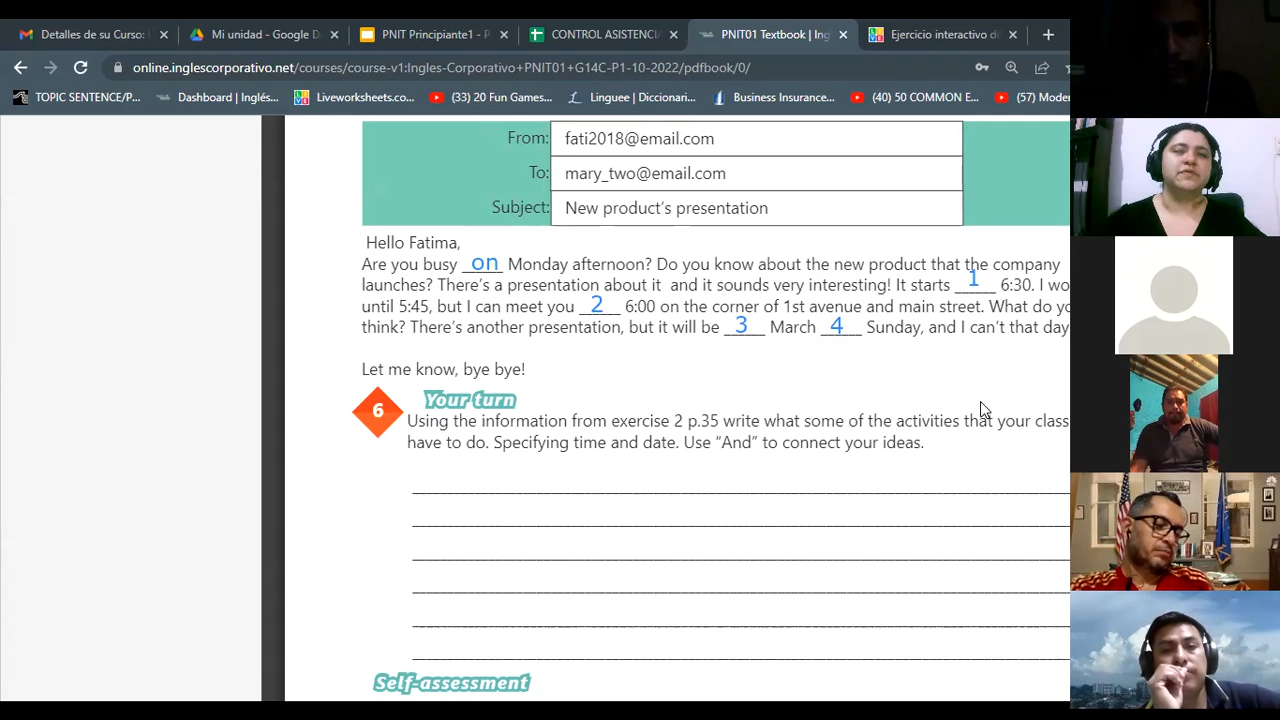 Detalles de su Curso:
Mi unidad - Google D
PNIT Principiante1 - P
CONTROL ASISTENCIA
PNIT01 Textbook | Ing
Ejercicio interactivo de
online.inglescorporativo.net/courses/course-v1:Ingles-Corporativo+PNIT01+G14C-P1-10-2022/pdfbook/0/
TOPIC SENTENCE/P...
Dashboard | Inglés...
Liveworksheets.co...
(33) 20 Fun Games...
Linguee | Diccionari...
Business Insurance...
(40) 50 COMMON E...
(57) Moder
From: fati2018@email.com
To: mary_two@email.com
Subject: New product's presentation
Hello Fatima,
Are you busy on Monday afternoon? Do you know about the new product that the company
launches? There's a presentation about it and it sounds very interesting! It starts 1 6:30. I wo
until 5:45, but I can meet you 2 6:00 on the corner of 1st avenue and main street. What do yo
think? There's another presentation, but it will be 3 March 4 Sunday, and I can't that day
Let me know, bye bye!
6 Your turn
Using the information from exercise 2 p.35 write what some of the activities that your class
have to do. Specifying time and date. Use “And” to connect your ideas.
Self-assessment